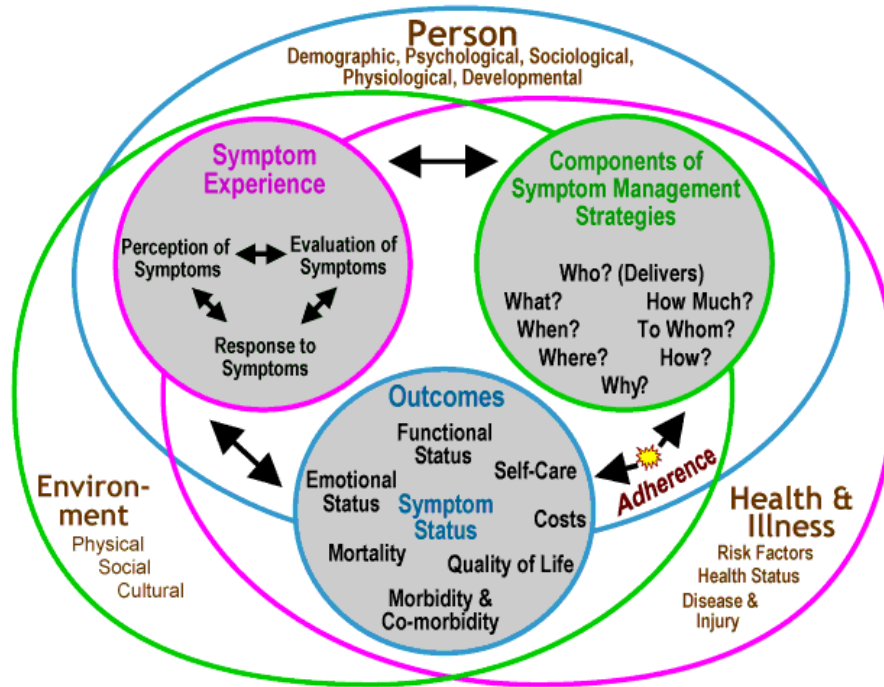 Person
Demographic, Psychological, Sociological,
Physiological, Developmental
Symptom
Experience
Perception of
Symptoms
Evaluation of
Symptoms
Response to
Symptoms
Components of
Symptom Management
Strategies
Who? (Delivers)
What?
How Much?
When?
To Whom?
Where?
How?
Why?
Outcomes
Functional
Status
Self-Care
Emotional
Status
Symptom
Status
Costs
Mortality
Quality of Life
Morbidity &
Co-morbidity
Adherence
Environ-
ment
Physical
Social
Cultural
Health &
Illness
Risk Factors
Health Status
Disease &
Injury